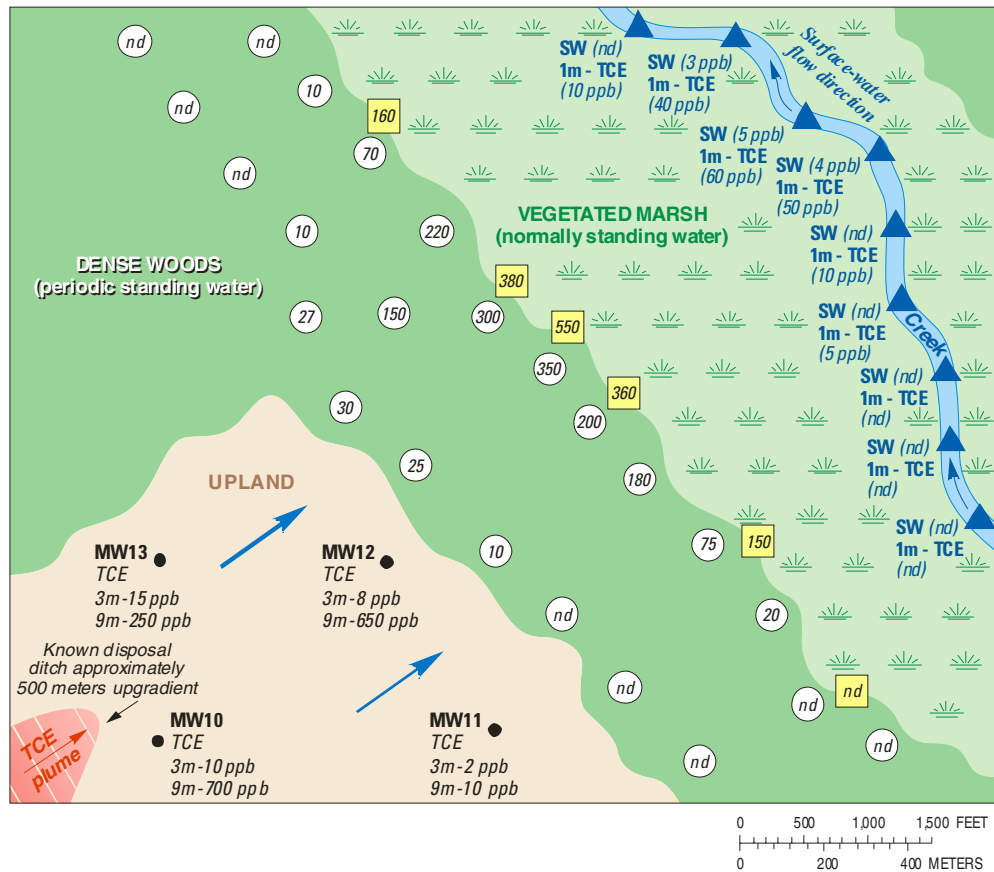 nd
nd
nd
10
160
70
nd
10
220
DENSE WOODS
(periodic standing water)
27
150
300
380
550
350
360
200
30
25
180
75
150
10
nd
20
nd
nd
nd
nd
nd
VEGETATED MARSH
(normally standing water)
SW (nd)
1m - TCE
(10 ppb)
SW (3 ppb)
1m - TCE
(40 ppb)
Surface-water
flow direction
SW (5 ppb)
1m - TCE
(60 ppb)
SW (4 ppb)
1m - TCE
(50 ppb)
SW (nd)
1m - TCE
(10 ppb)
SW (nd)
1m - TCE
(5 ppb)
Creek
SW (nd)
1m - TCE
(nd)
SW (nd)
1m - TCE
(nd)
SW (nd)
1m - TCE
(nd)
UPLAND
MW13
TCE
3m-15 ppb
9m-250 ppb
MW12
TCE
3m-8 ppb
9m-650 ppb
Known disposal
ditch approximately
500 meters upgradient
TCE
plume
MW10
TCE
3m-10 ppb
9m-700 ppb
MW11
TCE
3m-2 ppb
9m-10 ppb
0 500 1,000 1,500 FEET
0 200 400 METERS